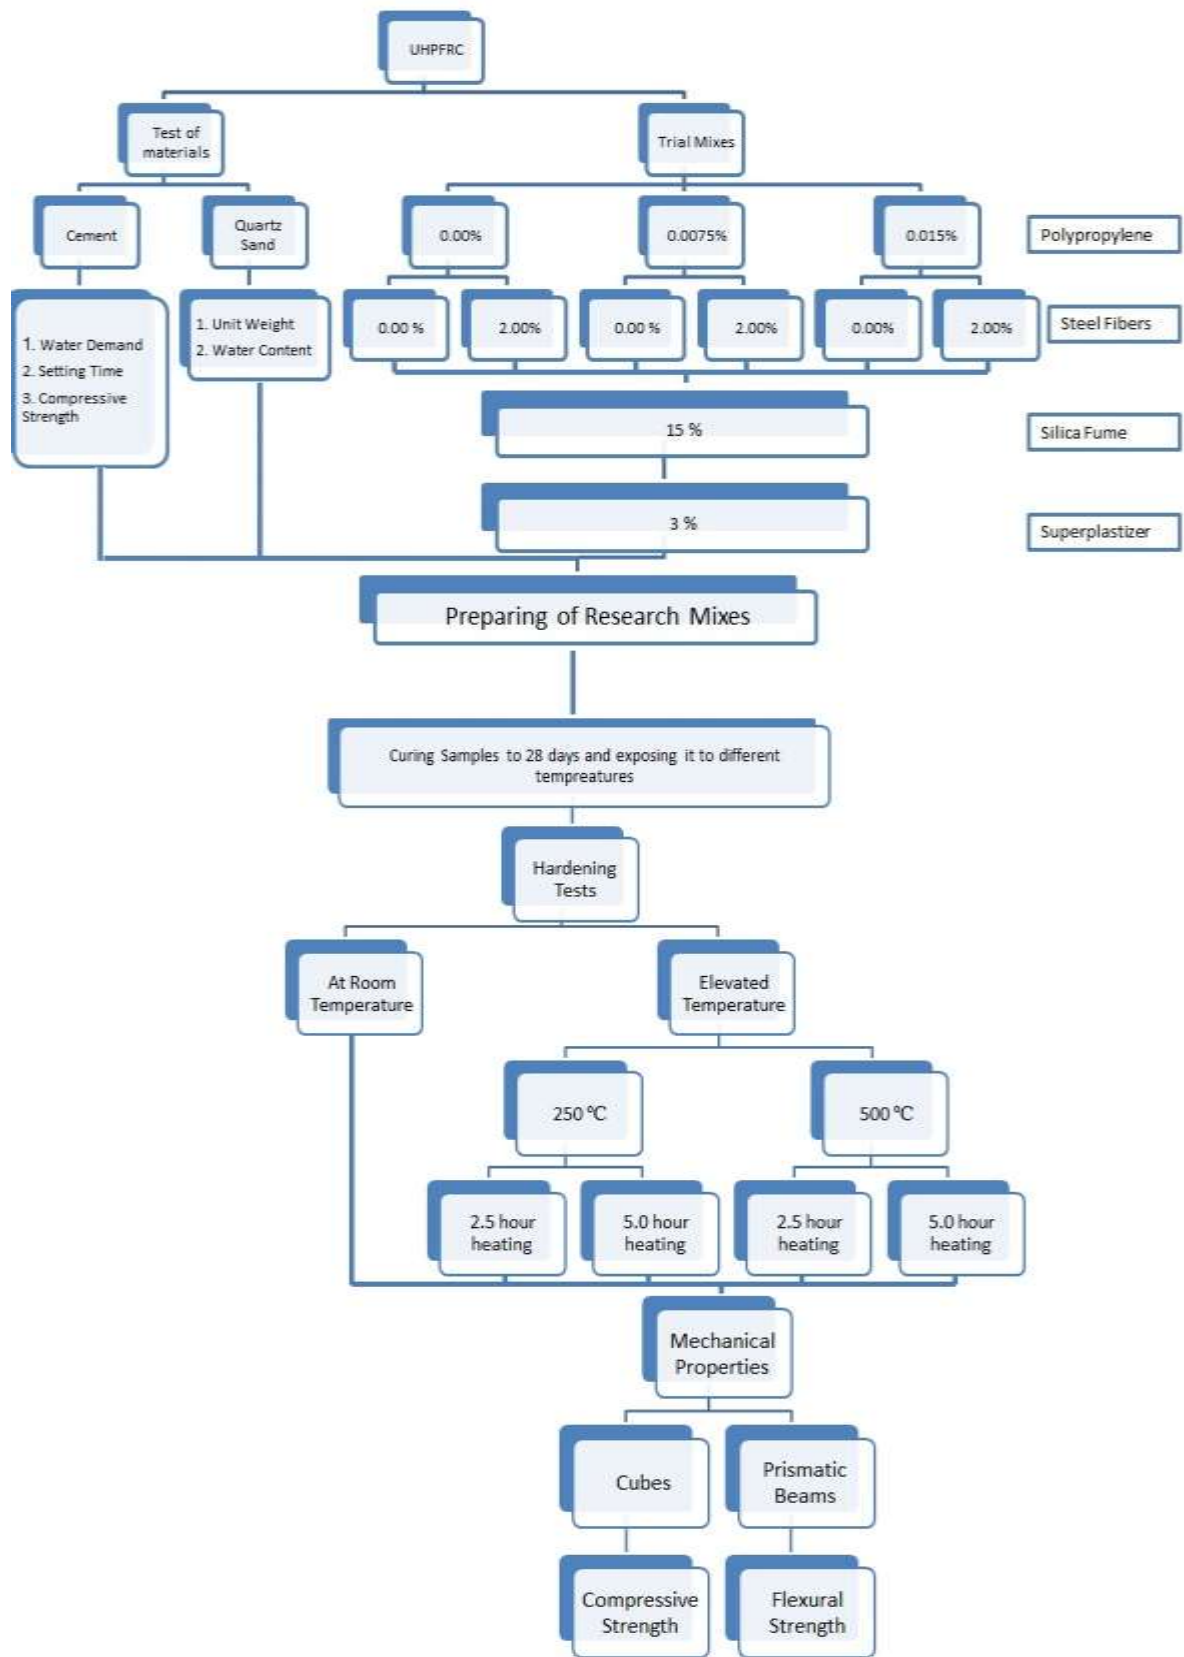 UHPFRC
Test of
materials
Trial Mixes
Cement
Quartz
Sand
0.00%
0.0075%
0.015%
Polypropylene
1. Water Demand
2. Setting Time
3. Compressive
Strength
1. Unit Weight
2. Water Content
0.00 %
2.00%
0.00 %
2.00%
0.00%
2.00%
Steel Fibers
15 %
Silica Fume
3 %
Superplastizer
Preparing of Research Mixes
Curing Samples to 28 days and exposing it to different
tempreatures
Hardening
Tests
At Room
Temperature
Elevated
Temperature
250 °C
500 °C
2.5 hour
heating
5.0 hour
heating
2.5 hour
heating
5.0 hour
heating
Mechanical
Properties
Cubes
Prismatic
Beams
Compressive
Strength
Flexural
Strength